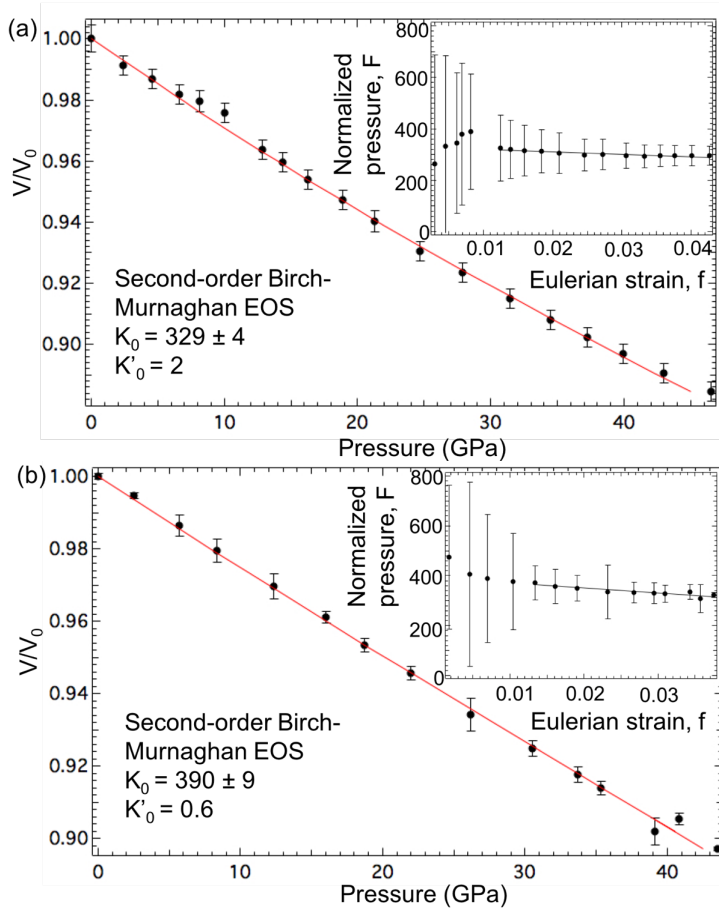 (a)
1.00
0.98
0.96
0.94
0.92
0.90
V/V0
0
10
20
30
40
Pressure (GPa)
Second-order Birch-
Murnaghan EOS
K0 = 329 ± 4
K'0 = 2
Normalized
pressure, F
800
600
400
200
0
0.01
0.02
0.03
0.04
Eulerian strain, f
(b)
1.00
0.98
0.96
0.94
0.92
0.90
V/V0
0
10
20
30
40
Pressure (GPa)
Second-order Birch-
Murnaghan EOS
K0 = 390 ± 9
K'0 = 0.6
Normalized
pressure, F
800
600
400
200
0
0.01
0.02
0.03
Eulerian strain, f